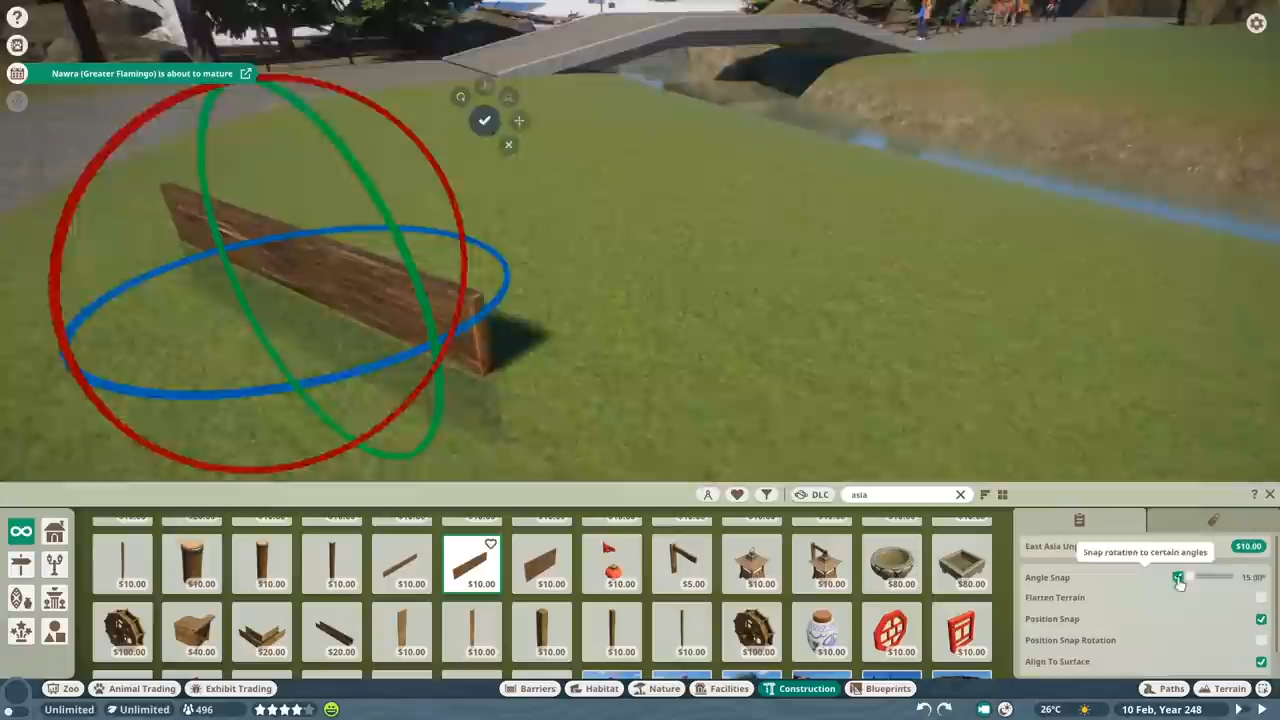 Nawra (Greater Flamingo) is about to mature
DLC
asia
East Asia
$10.00
Snap rotation to certain angles
Angle Snap
Flatten Terrain
Position Snap
Position Snap Rotation
Align To Surface
$10.00 $10.00 $10.00 $10.00 $10.00 $10.00 $10.00 $10.00 $5.00 $10.00 $10.00 $80.00 $80.00
$100.00 $40.00 $20.00 $20.00 $10.00 $10.00 $10.00 $10.00 $10.00 $100.00 $10.00 $10.00 $10.00
Zoo Animal Trading Exhibit Trading Barriers Habitat Nature Facilities Construction Blueprints Paths Terrain
Unlimited Unlimited 496 26°C 10 Feb, Year 248